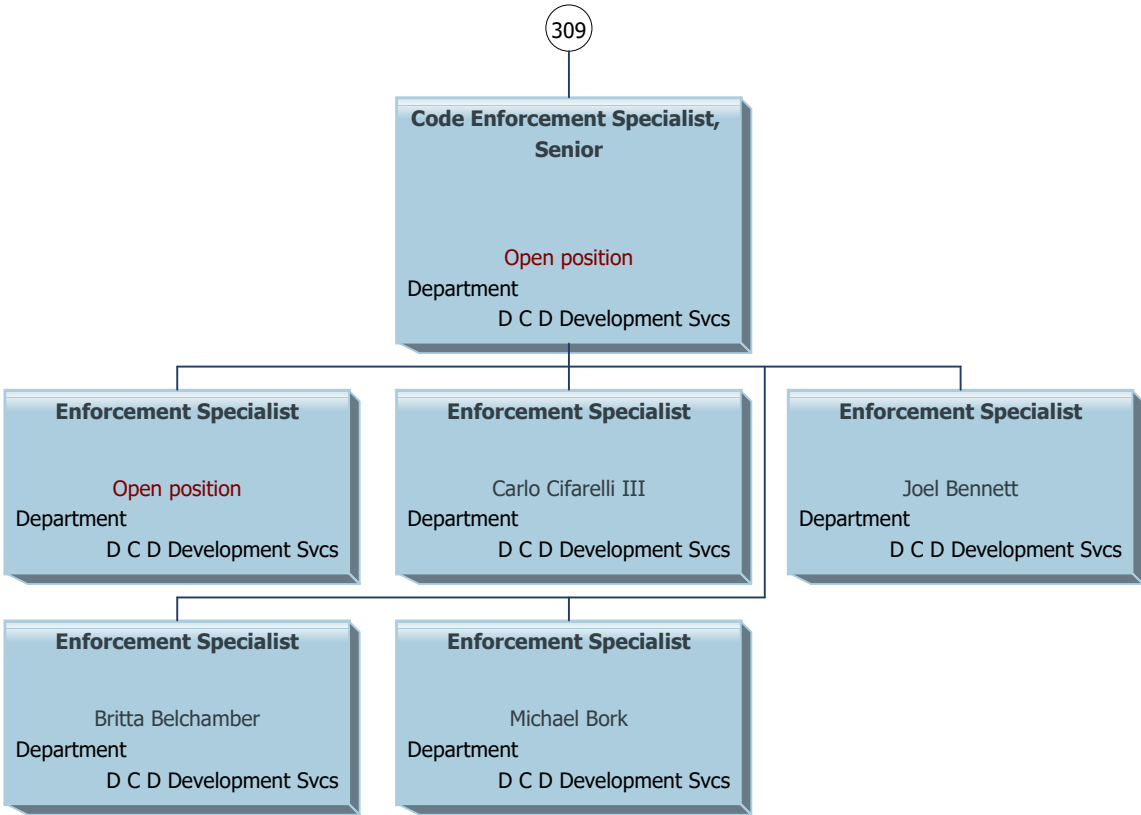 309
Code Enforcement Specialist,
Senior
Open position
Department
D C D Development Svcs
Enforcement Specialist
Open position
Department
D C D Development Svcs
Enforcement Specialist
Carlo Cifarelli III
Department
D C D Development Svcs
Enforcement Specialist
Joel Bennett
Department
D C D Development Svcs
Enforcement Specialist
Britta Belchamber
Department
D C D Development Svcs
Enforcement Specialist
Michael Bork
Department
D C D Development Svcs